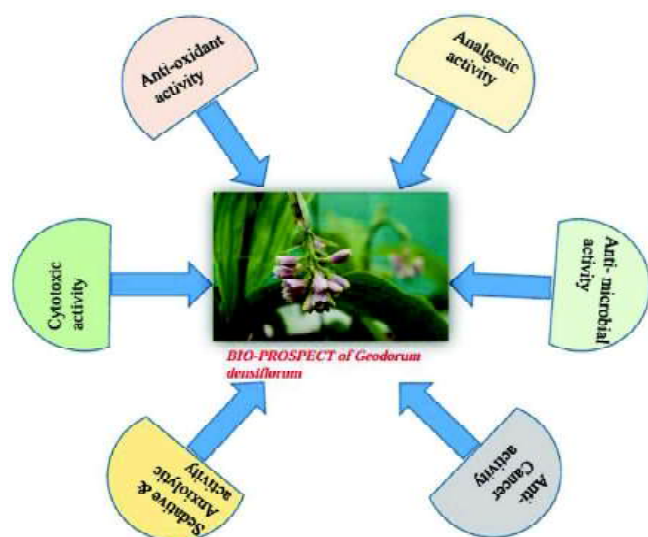 Anti-oxidant
activity
Analgesic
activity
Cytotoxic
activity
Anti- microbial
activity
BIO-PROSPECT of Geodorum
densiflorum
Sedative &
Anxiolytic
activity
Anti-
Cancer
activity